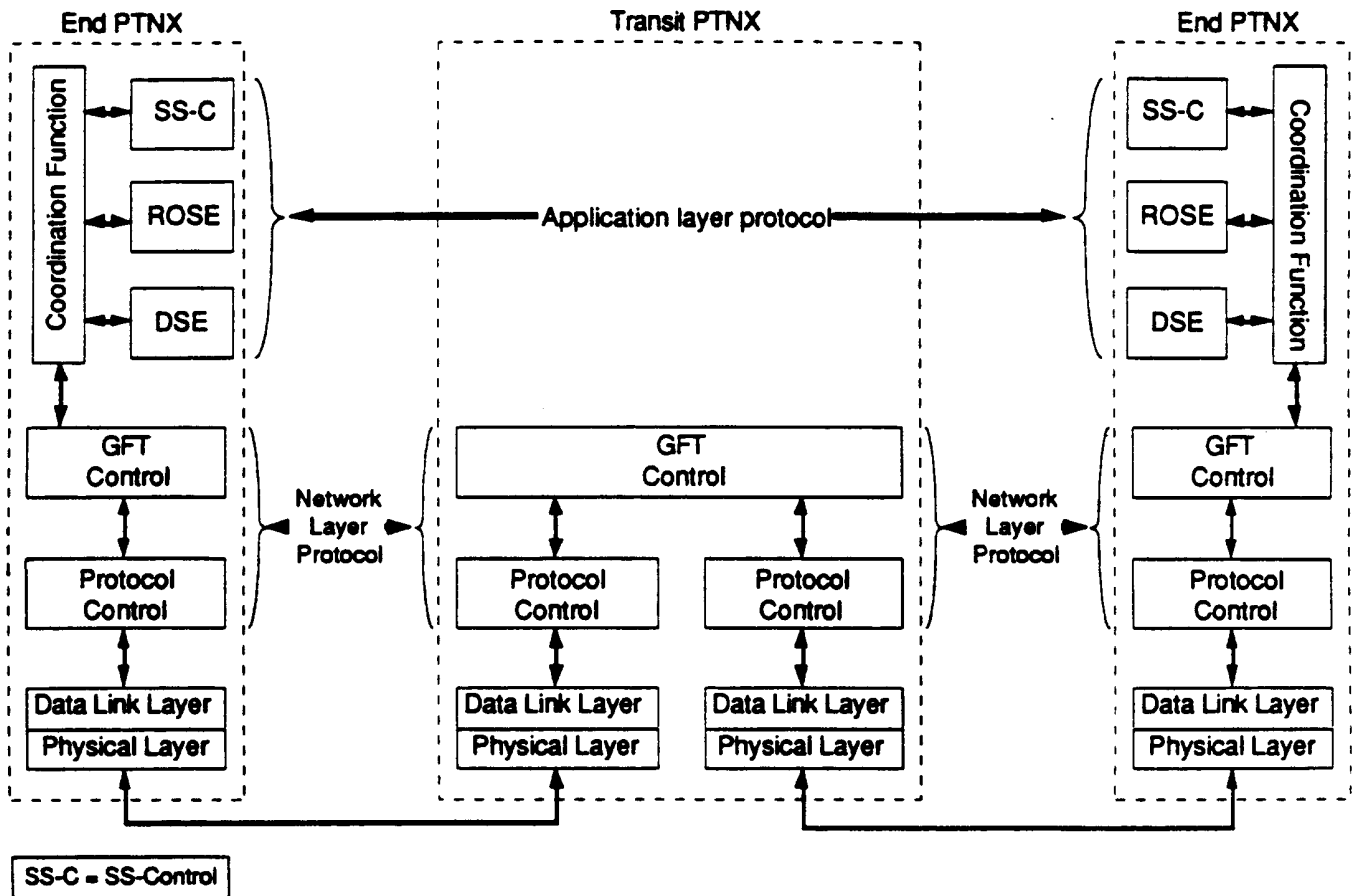 End PTNX
Transit PTNX
End PTNX
Coordination Function
SS-C
ROSE
DSE
Application layer protocol
SS-C
ROSE
DSE
Coordination Function
GFT
Control
Network
Layer
Protocol
GFT
Control
Network
Layer
Protocol
GFT
Control
Protocol
Control
Protocol
Control
Protocol
Control
Protocol
Control
Data Link Layer
Physical Layer
Data Link Layer
Physical Layer
Data Link Layer
Physical Layer
Data Link Layer
Physical Layer
SS-C = SS-Control